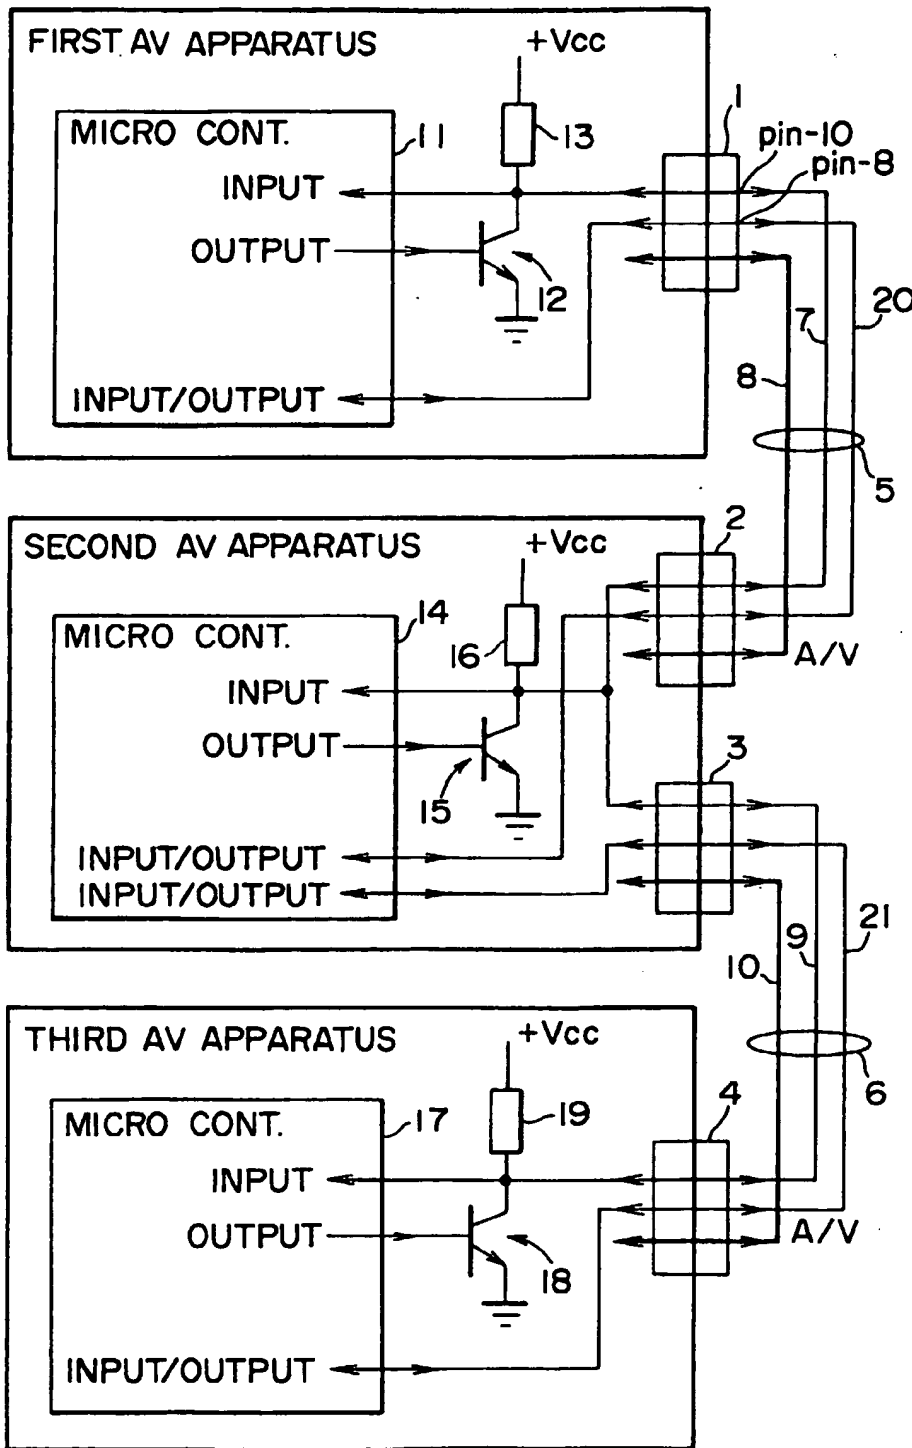 FIRST AV APPARATUS
+Vcc
MICRO CONT.
11
13
1
pin-10
pin-8
INPUT
OUTPUT
12
7
20
8
INPUT/OUTPUT
5
SECOND AV APPARATUS
+Vcc
2
MICRO CONT.
14
16
A/V
INPUT
OUTPUT
15
3
INPUT/OUTPUT
INPUT/OUTPUT
9
21
10
THIRD AV APPARATUS
+Vcc
6
MICRO CONT.
17
19
4
INPUT
OUTPUT
A/V
18
INPUT/OUTPUT